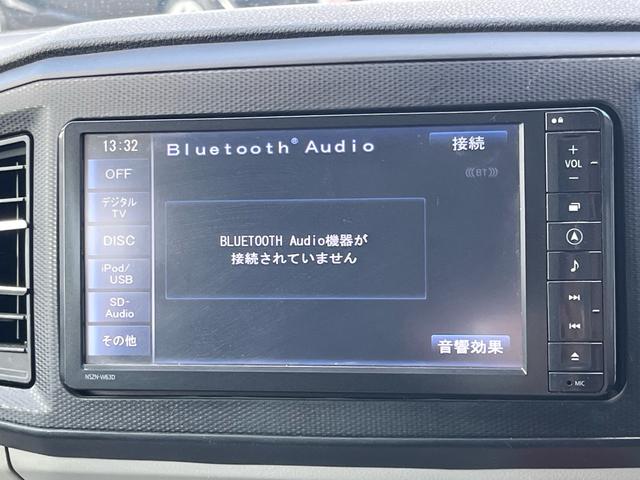 13:32
Bluetooth® Audio
接続
BT
OFF
デジタル
TV
DISC
iPod/
USB
SD-
Audio
その他
BLUETOOTH Audio機器が
接続されていません
音響効果
NSZN-W63D
+
VOL
−
MIC